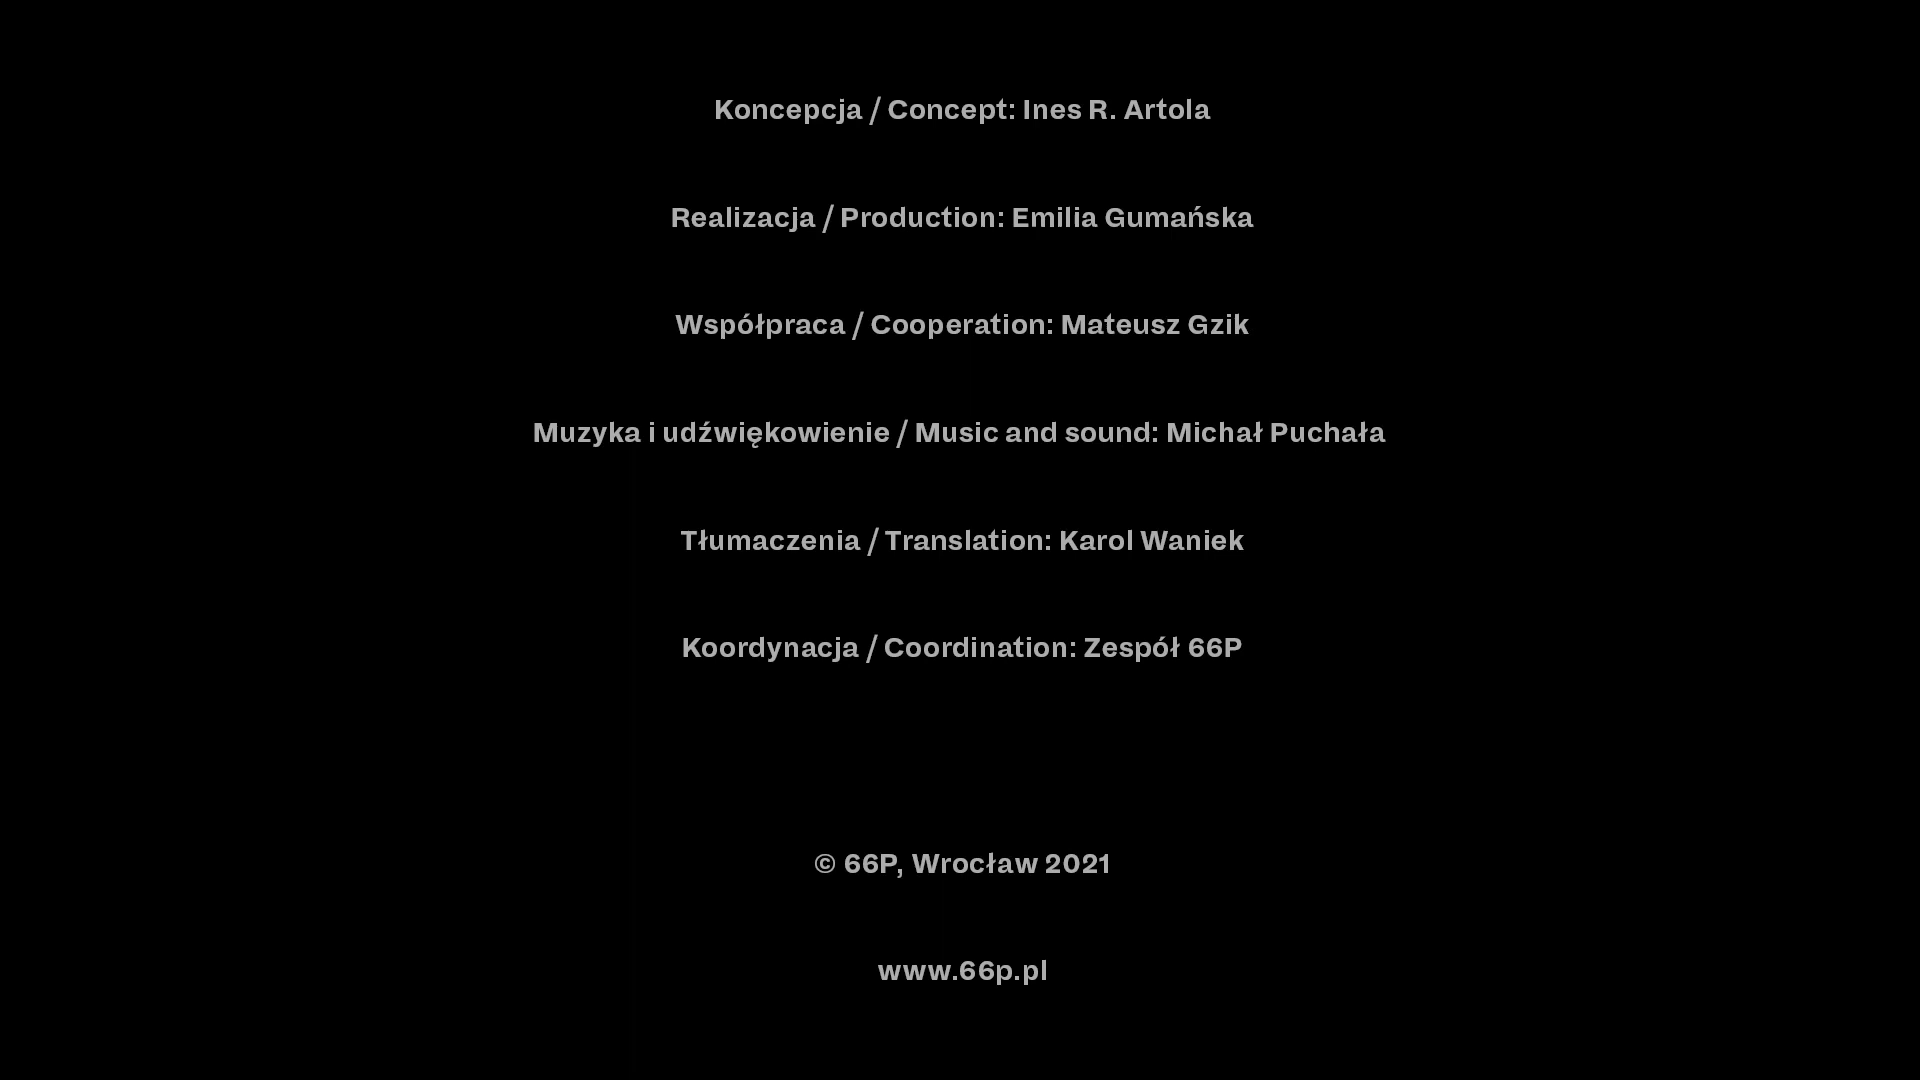 Koncepcja / Concept: Ines R. Artola
Realizacja / Production: Emilia Gumańska
Współpraca / Cooperation: Mateusz Gzik
Muzyka i udźwiękowienie / Music and sound: Michał Puchała
Tłumaczenia / Translation: Karol Waniek
Koordynacja / Coordination: Zespół 66P
© 66P, Wrocław 2021
www.66p.pl